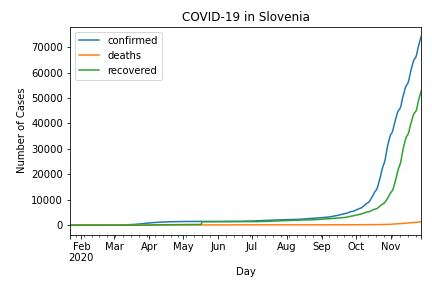 COVID-19 in Slovenia
confirmed
deaths
recovered
Number of Cases
70000
60000
50000
40000
30000
20000
10000
0
Feb Mar Apr May Jun Jul Aug Sep Oct Nov
2020
Day